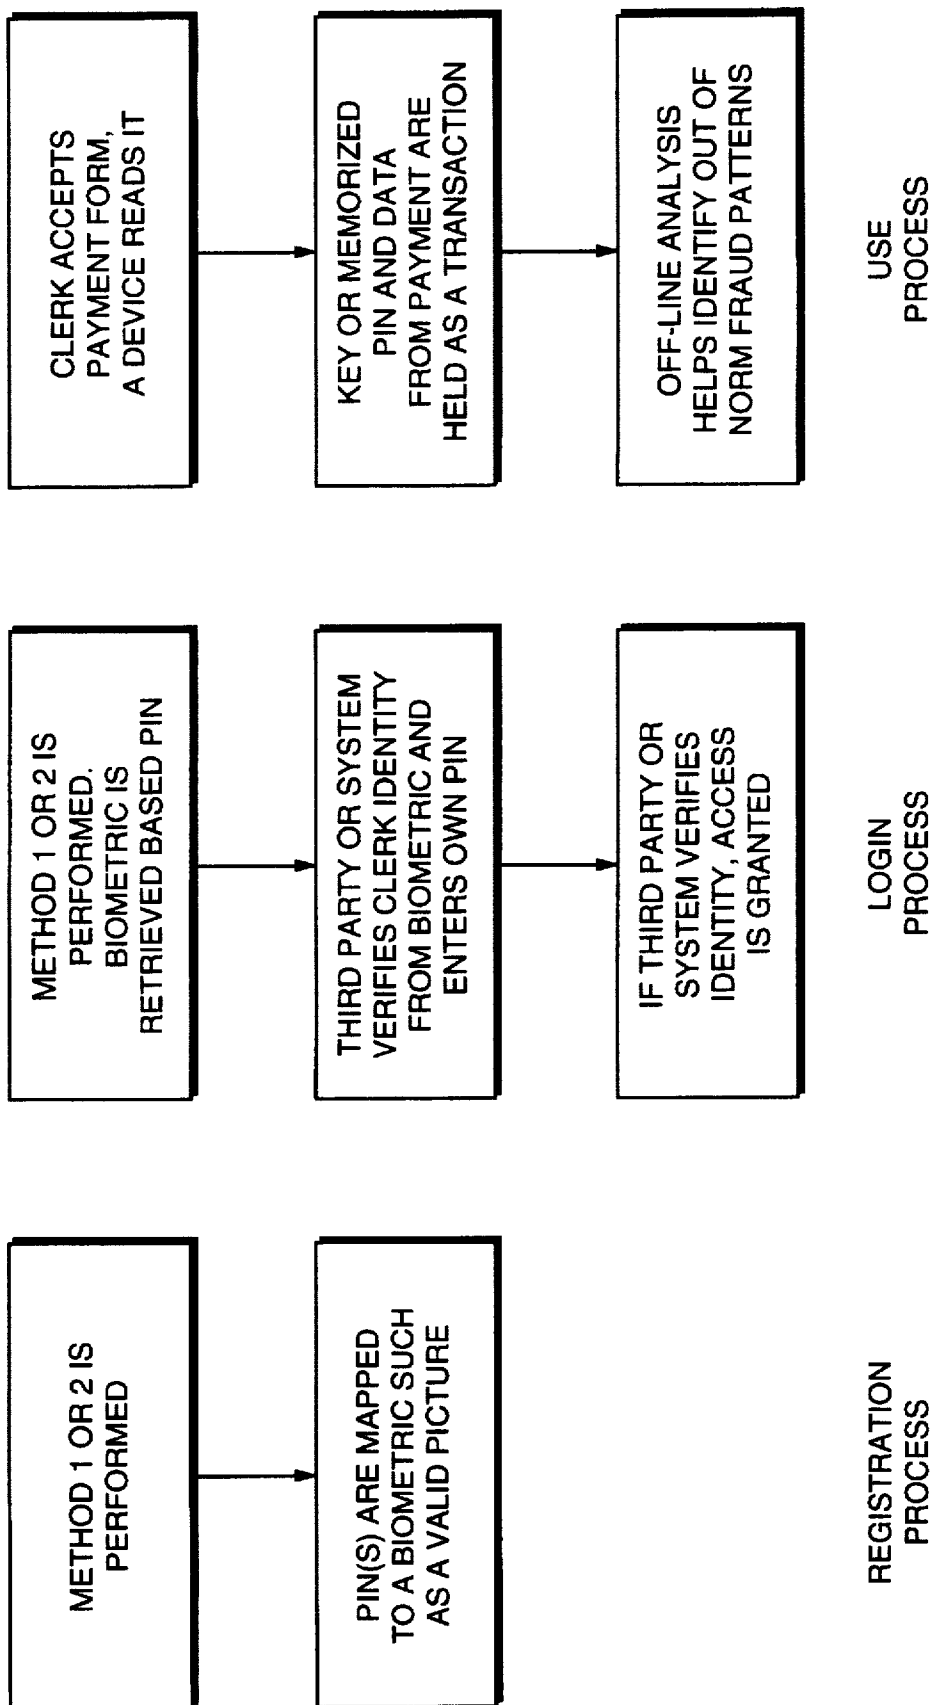 METHOD 1 OR 2 IS
PERFORMED
PIN(S) ARE MAPPED
TO A BIOMETRIC SUCH
AS A VALID PICTURE
REGISTRATION
PROCESS
METHOD 1 OR 2 IS
PERFORMED.
BIOMETRIC IS
RETRIEVED BASED PIN
THIRD PARTY OR SYSTEM
VERIFIES CLERK IDENTITY
FROM BIOMETRIC AND
ENTERS OWN PIN
IF THIRD PARTY OR
SYSTEM VERIFIES
IDENTITY, ACCESS
IS GRANTED
LOGIN
PROCESS
CLERK ACCEPTS
PAYMENT FORM,
A DEVICE READS IT
KEY OR MEMORIZED
PIN AND DATA
FROM PAYMENT ARE
HELD AS A TRANSACTION
OFF-LINE ANALYSIS
HELPS IDENTIFY OUT OF
NORM FRAUD PATTERNS
USE
PROCESS